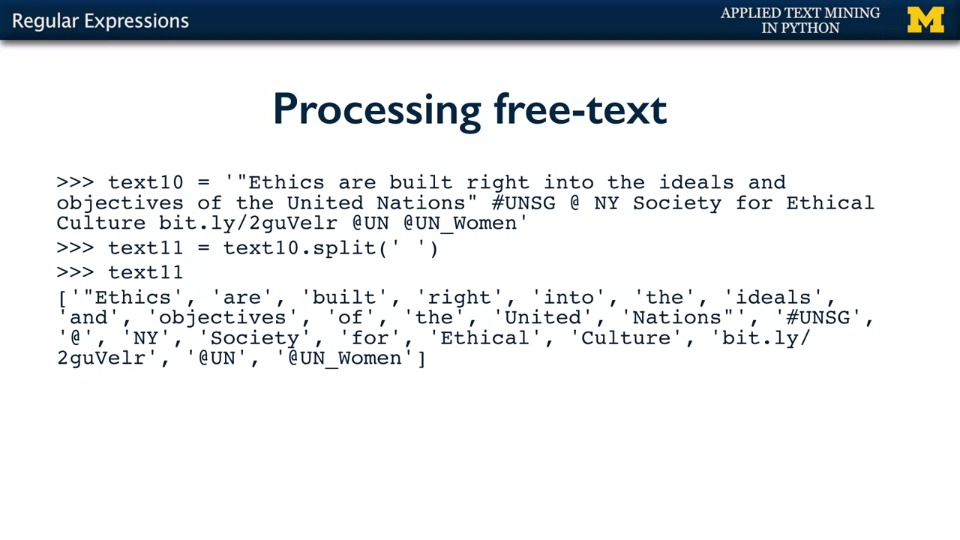 Regular Expressions
APPLIED TEXT MINING
IN PYTHON
M
Processing free-text
>>> text10 = '"Ethics are built right into the ideals and
objectives of the United Nations" #UNSG @ NY Society for Ethical
Culture bit.ly/2guVelr @UN @UN_Women'
>>> text11 = text10.split(' ')
>>> text11
['"Ethics', 'are', 'built', 'right', 'into', 'the', 'ideals',
'and', 'objectives', 'of', 'the', 'United', 'Nations"', '#UNSG',
'@', 'NY', 'Society', 'for', 'Ethical', 'Culture', 'bit.ly/
2guVelr', '@UN', '@UN_Women']